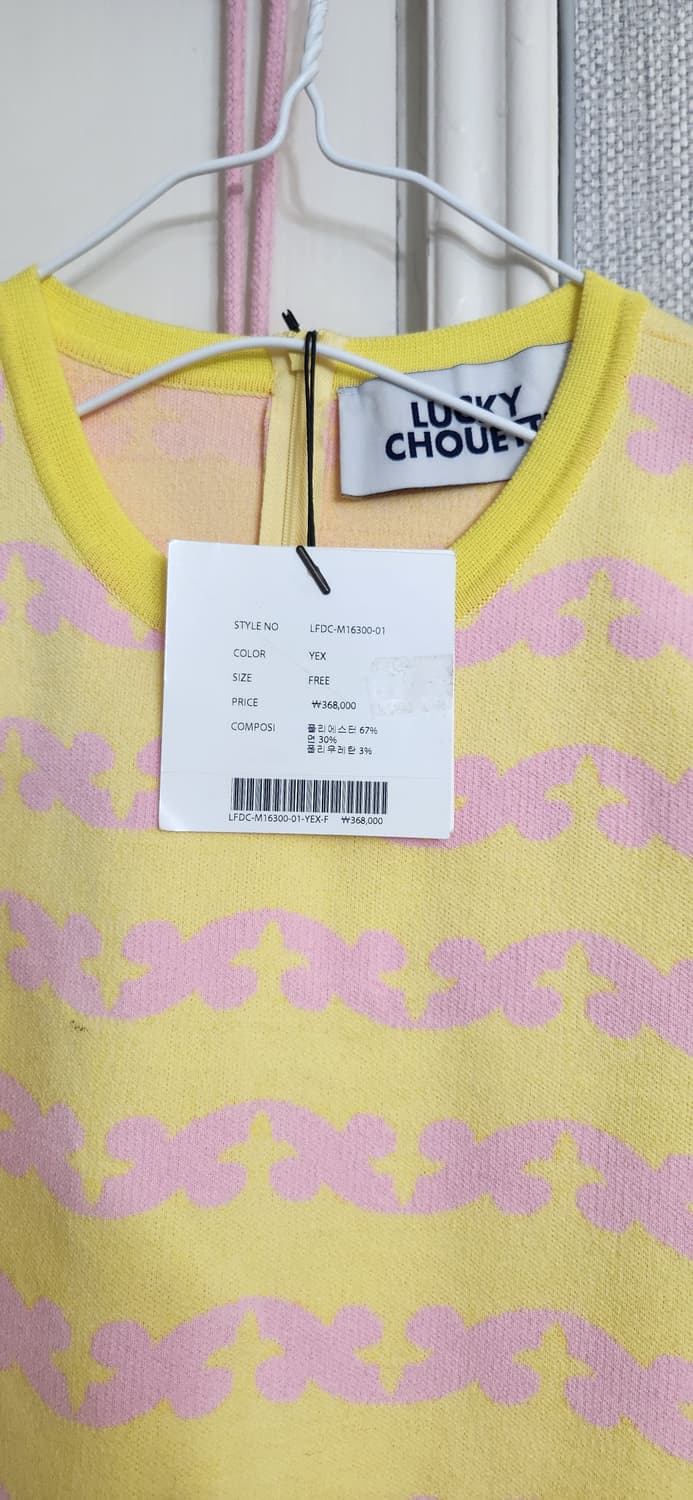 LUCKY
CHOUETT
STYLE NO LFDC-M16300-01
COLOR YEX
SIZE FREE
PRICE ₩368,000
COMPOSI 폴리에스터 67%
면 30%
폴리우레탄 3%
LFDC-M16300-01-YEX-F ₩368,000